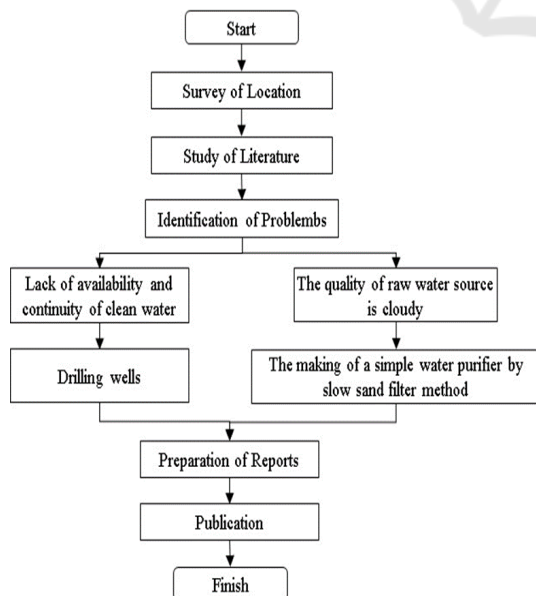 Start
Survey of Location
Study of Literature
Identification of Problembs
Lack of availability and
continuity of clean water
The quality of raw water source
is cloudy
Drilling wells
The making of a simple water purifier by
slow sand filter method
Preparation of Reports
Publication
Finish